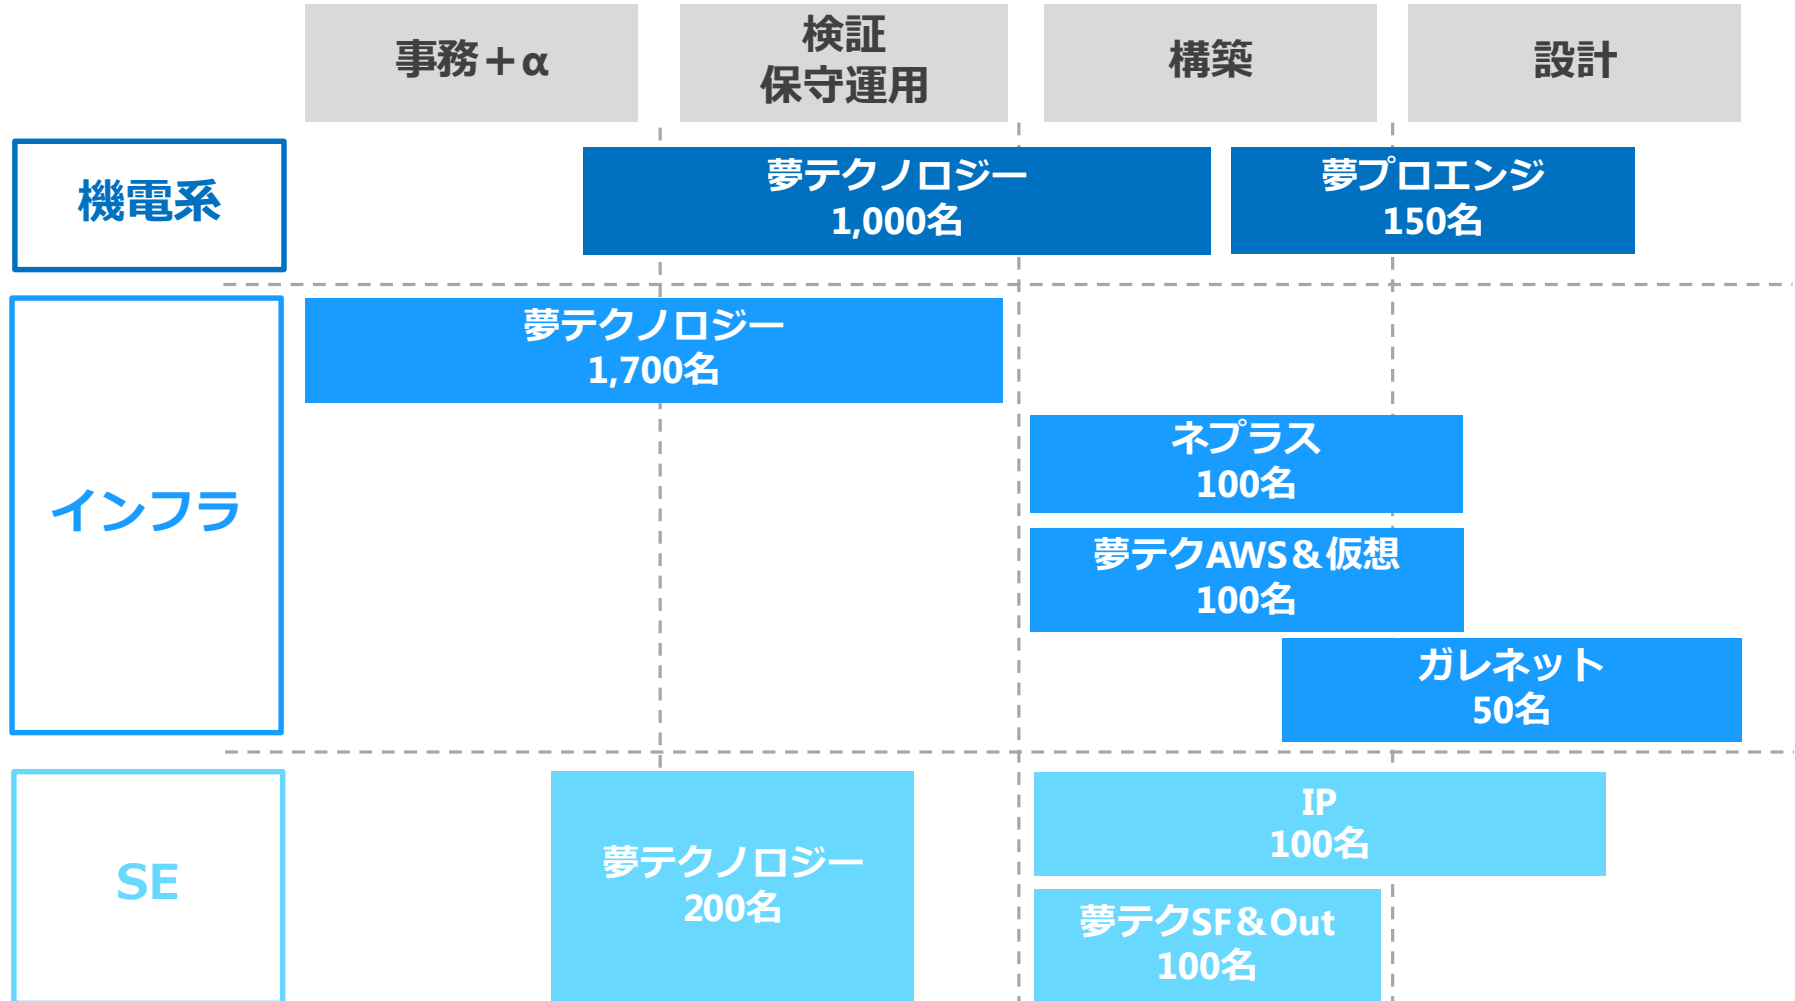 事務＋α
検証
保守運用
構築
設計
機電系
夢テクノロジー
1,000名
夢プロエンジ
150名
インフラ
夢テクノロジー
1,700名
ネプラス
100名
夢テクAWS＆仮想
100名
ガレネット
50名
SE
夢テクノロジー
200名
IP
100名
夢テクSF＆Out
100名